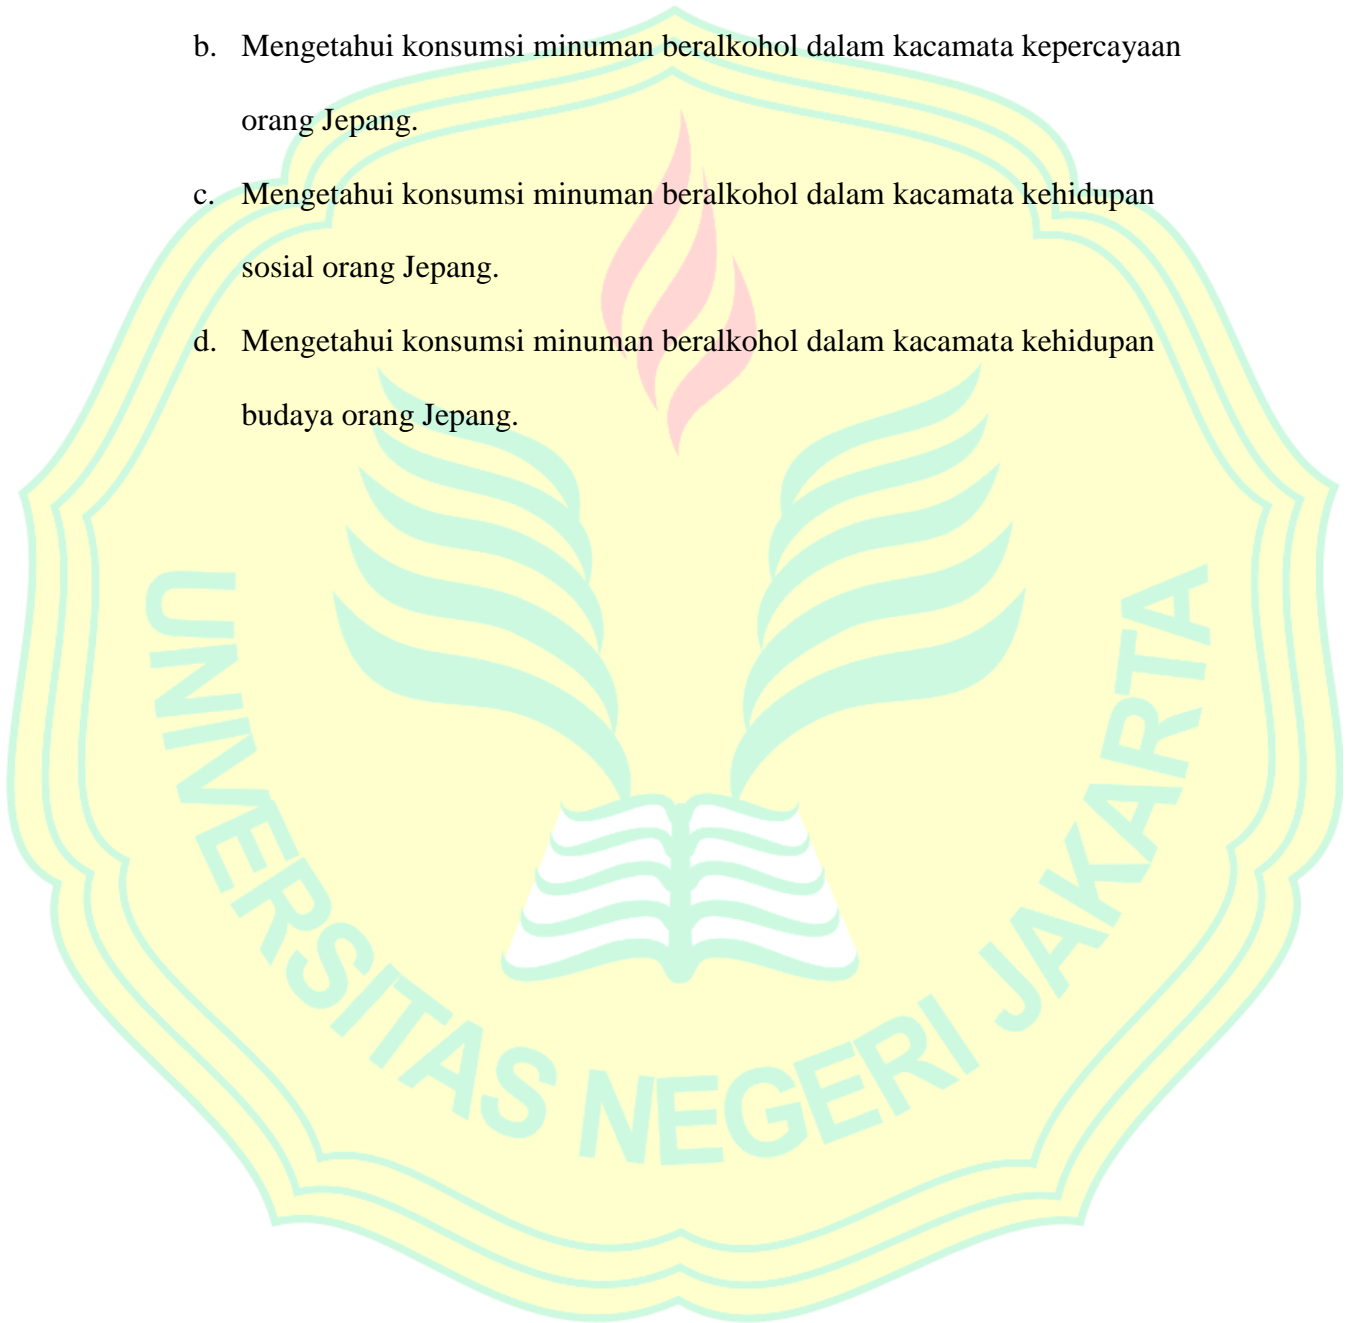 b. Mengetahui konsumsi minuman beralkohol dalam kacamata kepercayaan
orang Jepang.
c. Mengetahui konsumsi minuman beralkohol dalam kacamata kehidupan
sosial orang Jepang.
d. Mengetahui konsumsi minuman beralkohol dalam kacamata kehidupan
budaya orang Jepang.
UNIVERSITAS NEGERI JAKARTA